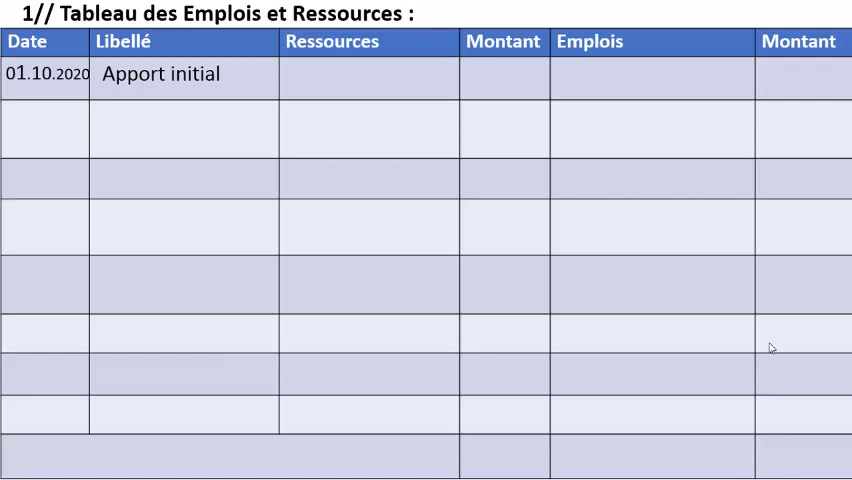 1// Tableau des Emplois et Ressources :
Date Libellé Ressources Montant Emplois Montant
01.10.2020 Apport initial